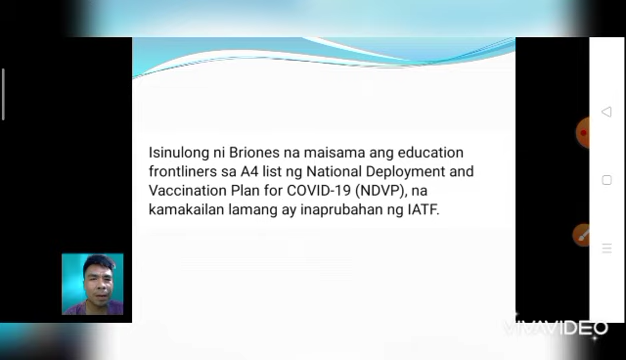 Isinulong ni Briones na maisama ang education
frontliners sa A4 list ng National Deployment and
Vaccination Plan for COVID-19 (NDVP), na
kamakailan lamang ay inaprubahan ng IATF.
VIVAVIDEO